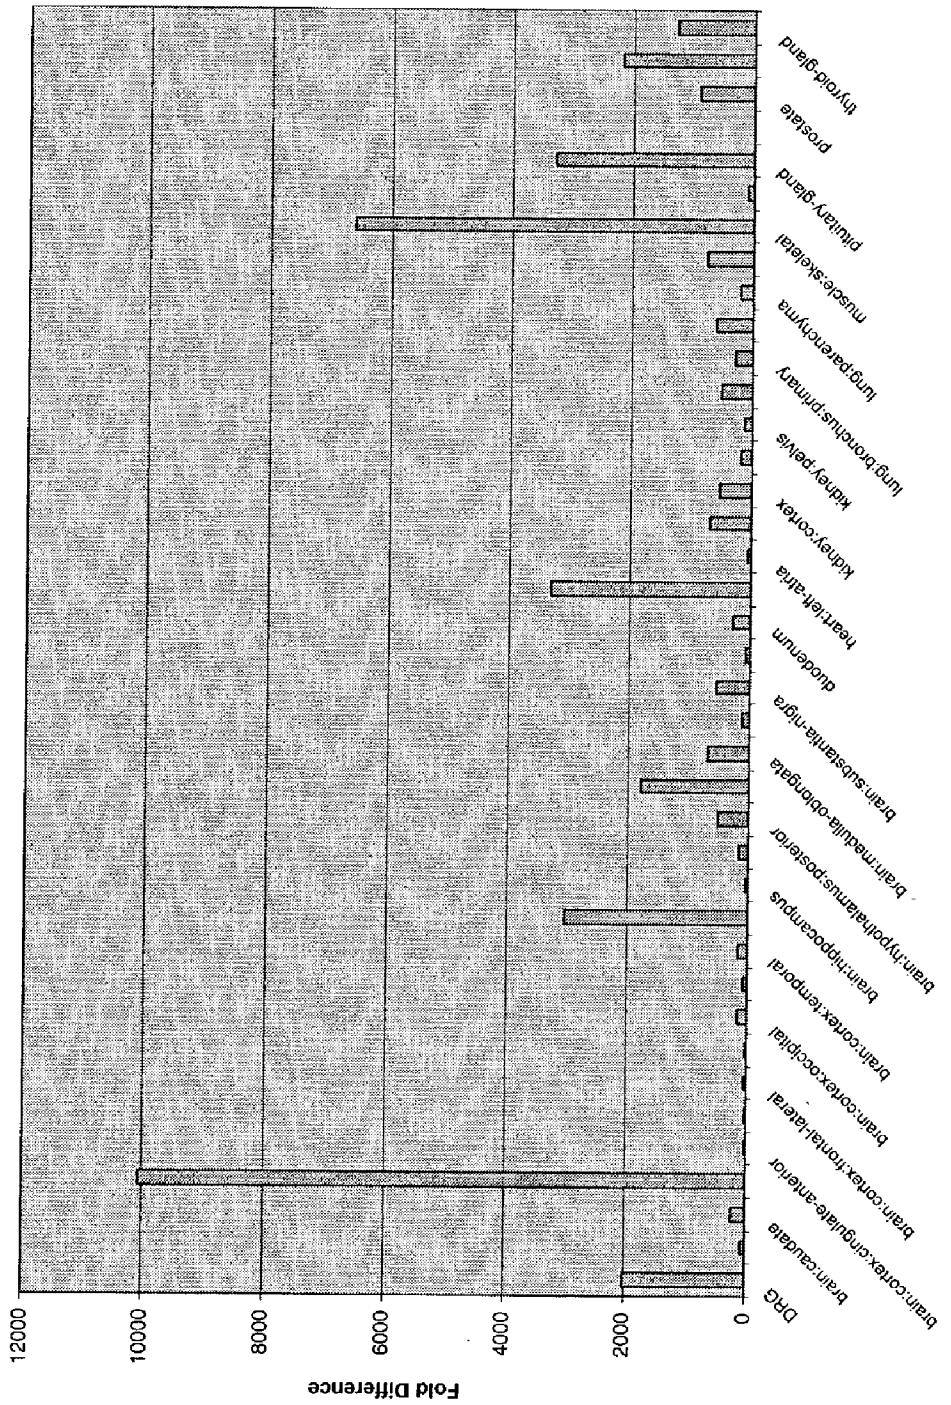 Fold Difference
12000
10000
8000
6000
4000
2000
0
DRG
brain:caudate
brain:cortex:cingulate-anterior
brain:cortex:frontal-lateral
brain:cortex:occipital
brain:cortex:temporal
brain:hippocampus
brain:hypothalamus:posterior
brain:medulla-oblongata
brain:substantia-nigra
duodenum
heart:left-atria
kidney:cortex
kidney:pelvis
lung:bronchus:primary
lung:parenchyma
muscle:skeletal
pituitary-gland
prostate
thyroid-gland